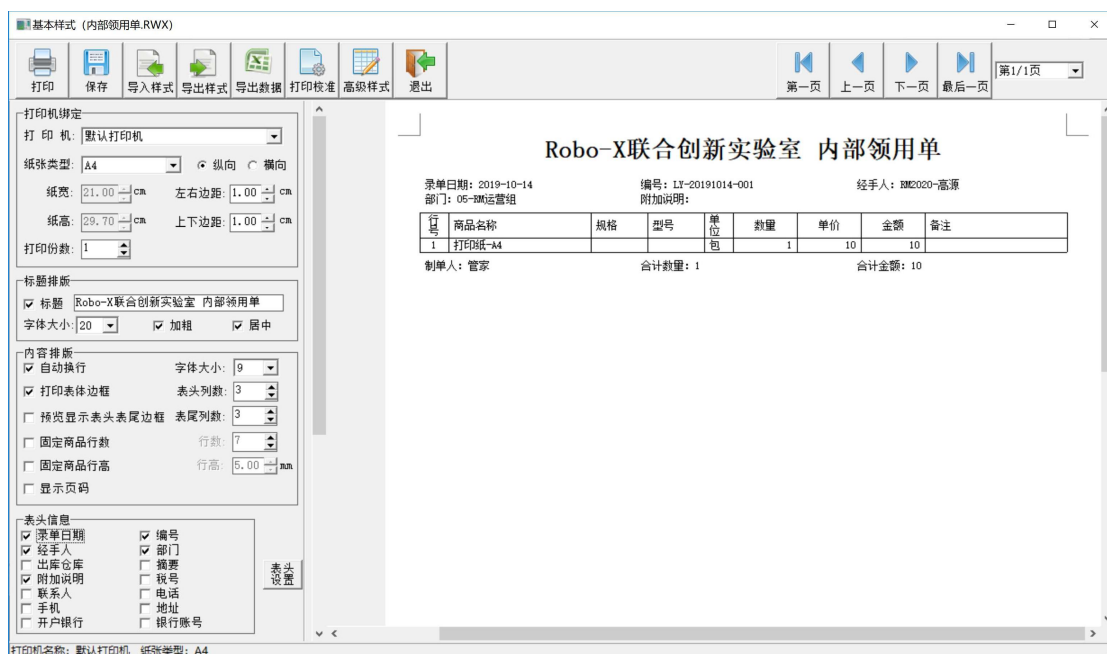 基本样式（内部领用单.RWX）
打印 保存 导入样式 导出样式 导出数据 打印校准 高级样式 退出 第一页 上一页 下一页 最后一页 第1/1页
打印机绑定
打 印 机: 默认打印机
纸张类型: A4 纵向 横向
纸宽: 21.00 cm 左右边距: 1.00 cm
纸高: 29.70 cm 上下边距: 1.00 cm
打印份数: 1
标题排版
标题 Robo-X联合创新实验室 内部领用单
字体大小: 20 加粗 居中
内容排版
自动换行 字体大小: 9
打印表体边框 表头列数: 3
预览显示表头表尾边框 表尾列数: 3
固定商品行数 行数: 7
固定商品行高 行高: 5.00 mm
显示页码
表头信息
录单日期 编号
经手人 部门
出库仓库 摘要
附加说明 税号
联系人 电话
手机 地址
开户银行 银行账号
表头
设置
Robo-X联合创新实验室 内部领用单
录单日期: 2019-10-14 编号: LY-20191014-001 经手人: RM2020-高源
部门: 05-RM运营组 附加说明:
行号 商品名称 规格 型号 单位 数量 单价 金额 备注
1 打印纸-A4 包 1 10 10
制单人: 管家 合计数量: 1 合计金额: 10
打印机名称: 默认打印机 纸张类型: A4